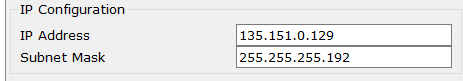 IP Configuration
IP Address 135.151.0.129
Subnet Mask 255.255.255.192